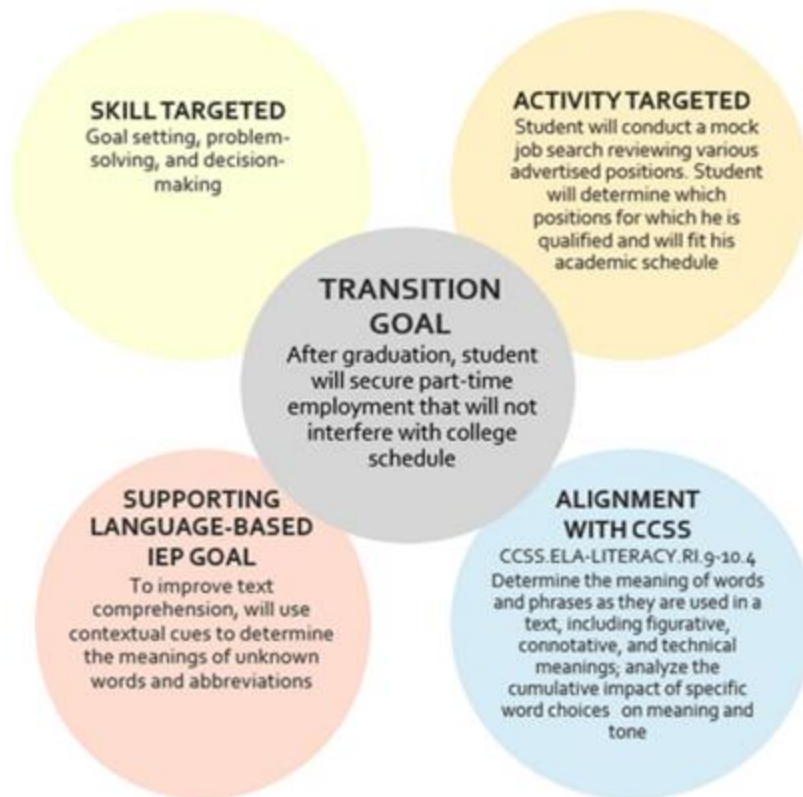 SKILL TARGETED
Goal setting, problem-
solving, and decision-
making
ACTIVITY TARGETED
Student will conduct a mock
job search reviewing various
advertised positions. Student
will determine which
positions for which he is
qualified and will fit his
academic schedule
TRANSITION
GOAL
After graduation, student
will secure part-time
employment that will not
interfere with college
schedule
SUPPORTING
LANGUAGE-BASED
IEP GOAL
To improve text
comprehension, will use
contextual cues to determine
the meanings of unknown
words and abbreviations
ALIGNMENT
WITH CCSS
CCSS.ELA-LITERACY.RI.9-10.4
Determine the meaning of words
and phrases as they are used in a
text, including figurative,
connotative, and technical
meanings; analyze the
cumulative impact of specific
word choices on meaning and
tone